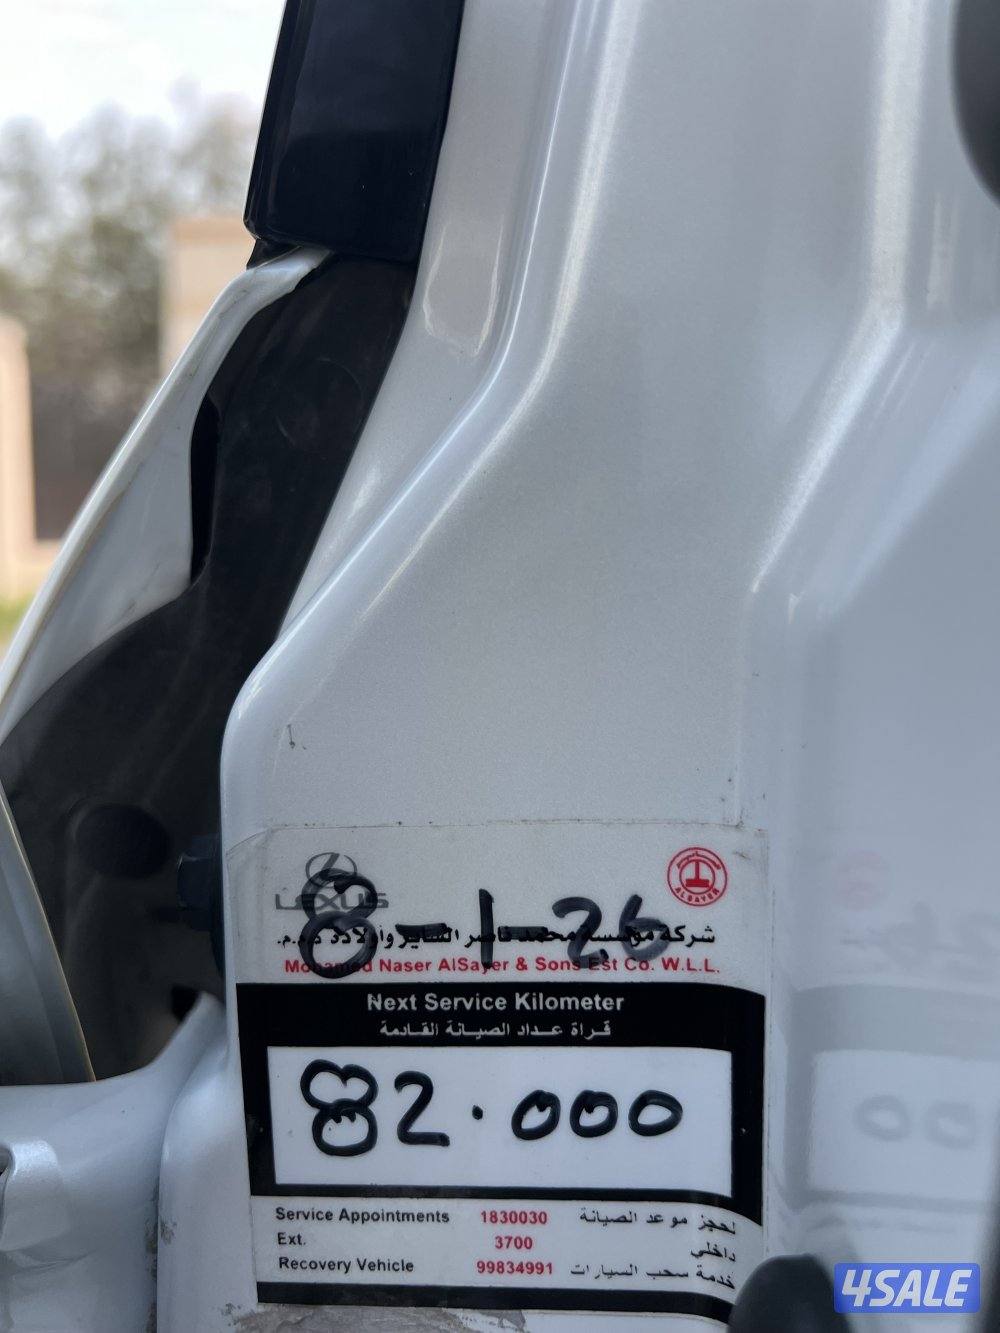 LEXUS
ALSAYER
8-1-26
شركة مؤسسة محمد ناصر الساير وأولاده ذ.م.م.
Mohamed Naser AlSayer & Sons Est Co. W.L.L.
Next Service Kilometer
قراة عداد الصيانة القادمة
82.000
Service Appointments 1830030 لحجز موعد الصيانة
Ext. 3700 داخلي
Recovery Vehicle 99834991 خدمة سحب السيارات
4SALE